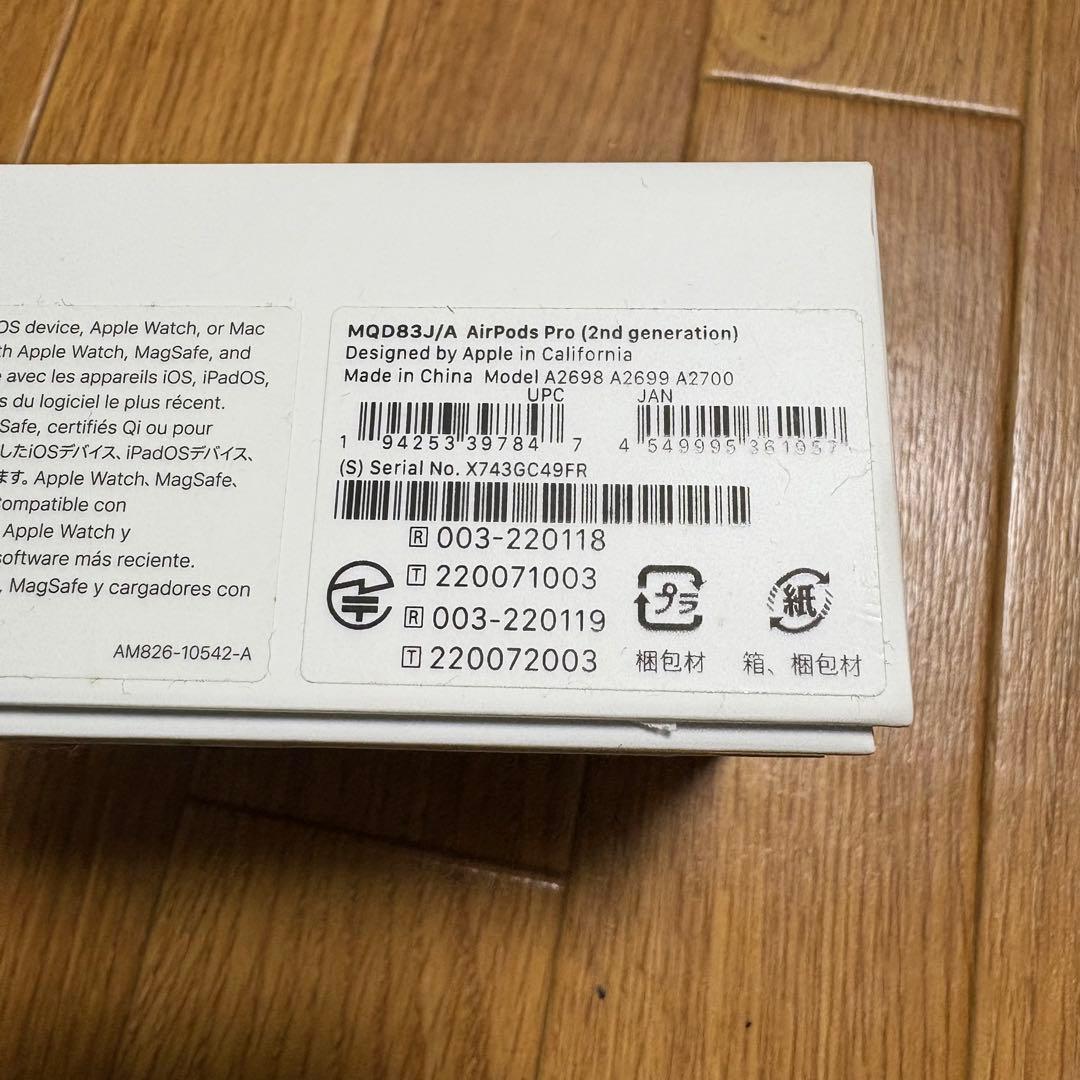 OS device, Apple Watch, or Mac
th Apple Watch, MagSafe, and
e avec les appareils iOS, iPadOS,
s du logiciel le plus récent.
Safe, certifiés Qi ou pour
したiOSデバイス、iPadOSデバイス、
ます。Apple Watch、MagSafe、
Compatible con
Apple Watch y
software más reciente.
, MagSafe y cargadores con
AM826-10542-A
MQD83J/A AirPods Pro (2nd generation)
Designed by Apple in California
Made in China Model A2698 A2699 A2700
UPC JAN
1 94253 39784 7 4 549995 361957
(S) Serial No. X743GC49FR
R 003-220118
T 220071003
R 003-220119
T 220072003
プラ
梱包材
紙
箱、梱包材